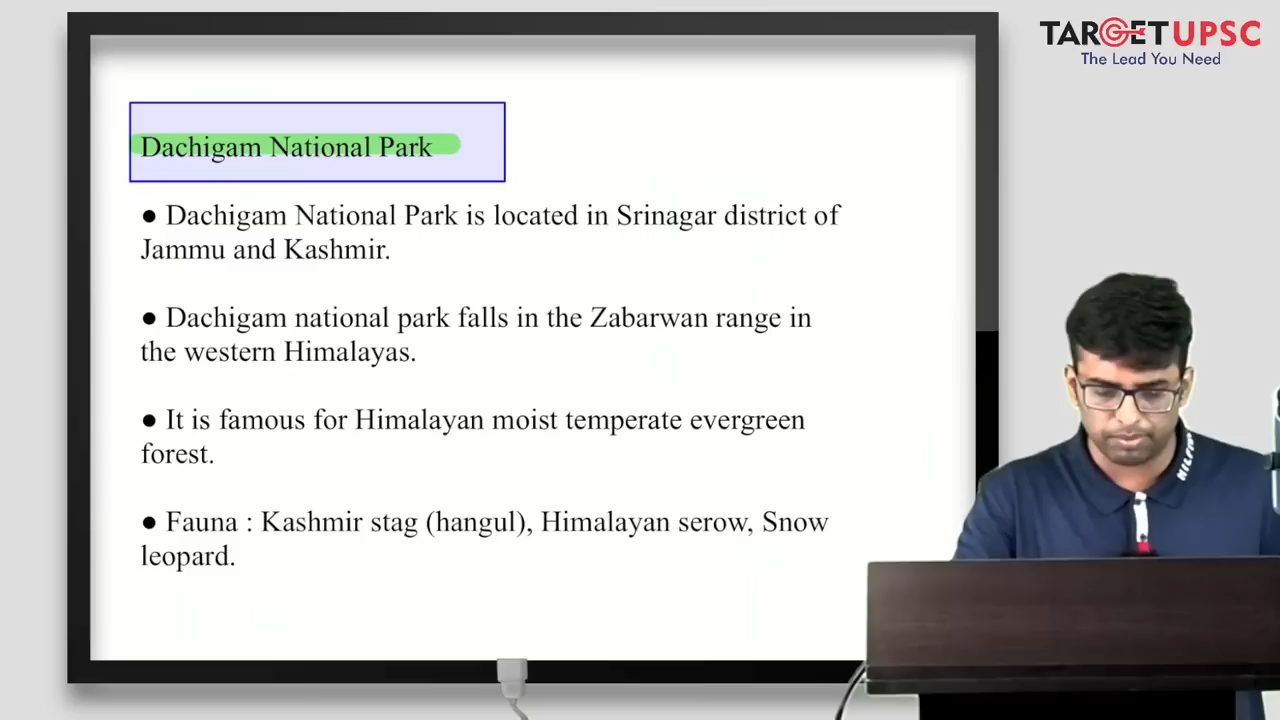 TARGET UPSC
The Lead You Need
Dachigam National Park
● Dachigam National Park is located in Srinagar district of
Jammu and Kashmir.
● Dachigam national park falls in the Zabarwan range in
the western Himalayas.
● It is famous for Himalayan moist temperate evergreen
forest.
● Fauna : Kashmir stag (hangul), Himalayan serow, Snow
leopard.